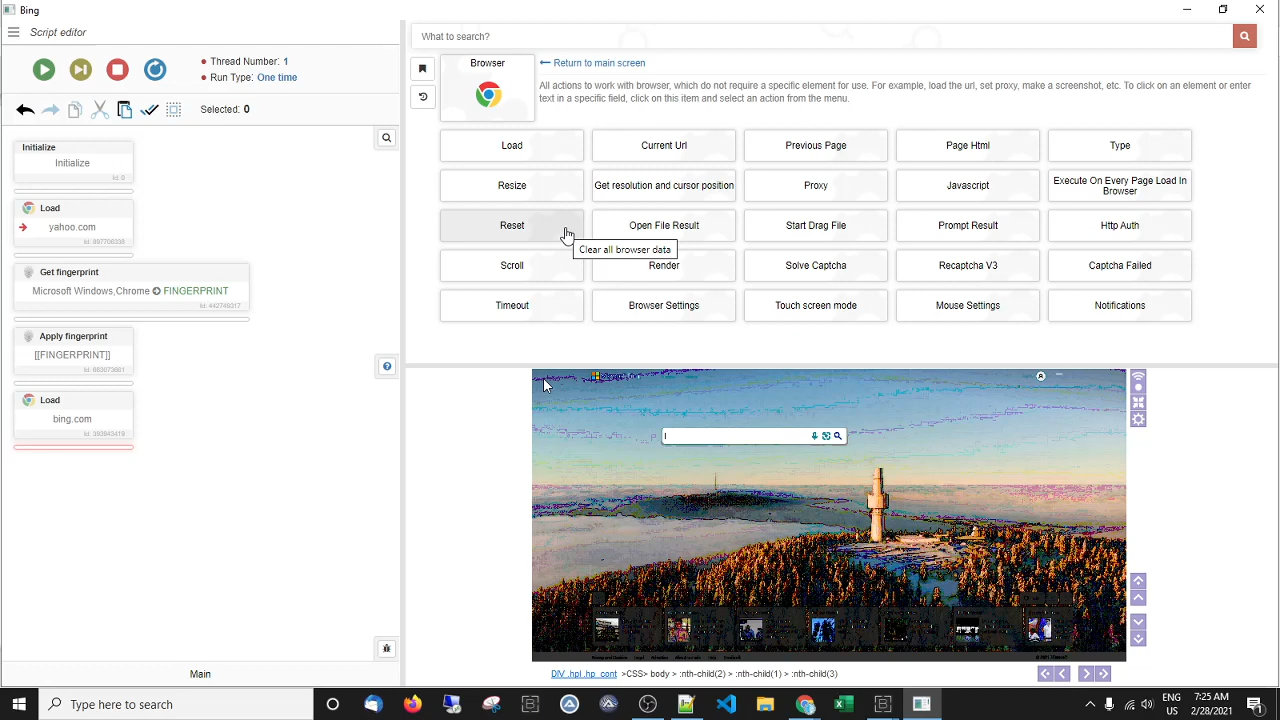 Bing
Script editor
Thread Number: 1
Run Type: One time
Selected: 0
Initialize
Initialize
Id: 0
Load
yahoo.com
Get fingerprint
Microsoft Windows,Chrome FINGERPRINT
Id: 442749317
Apply fingerprint
[[FINGERPRINT]]
Load
bing.com
Id: 393943419
Main
What to search?
Browser
Return to main screen
All actions to work with browser, which do not require a specific element for use. For example, load the url, set proxy, make a screenshot, etc. To click on an element or enter
text in a specific field, click on this item and select an action from the menu.
Load
Current Url
Previous Page
Page Html
Type
Resize
Get resolution and cursor position
Proxy
Javascript
Execute On Every Page Load In
Browser
Reset
Open File Result
Start Drag File
Prompt Result
Http Auth
Clear all browser data
Scroll
Render
Solve Captcha
Recaptcha V3
Captcha Failed
Timeout
Browser Settings
Touch screen mode
Mouse Settings
Notifications
DIV .hpl.hp_cont >CSS> body > :nth-child(2) > :nth-child(1) > :nth-child(3)
Type here to search
ENG
US
7:25 AM
2/28/2021